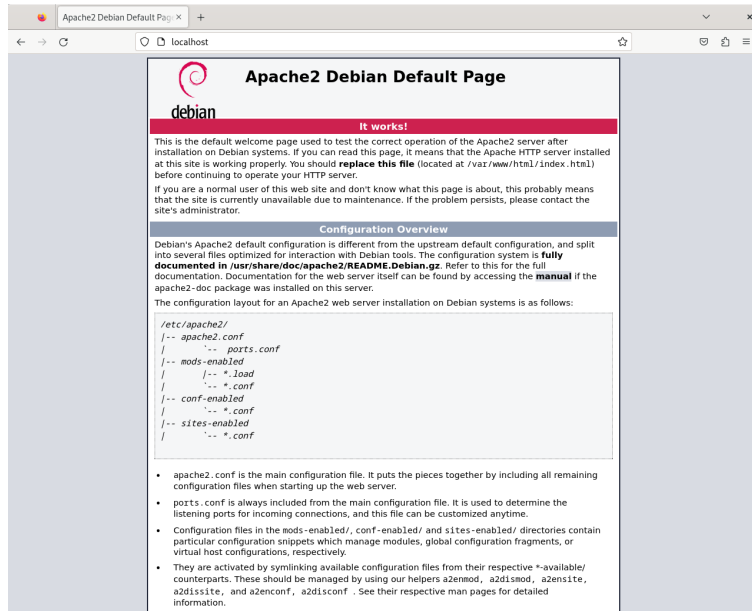 Apache2 Debian Default Pag
localhost
debian
Apache2 Debian Default Page
It works!
This is the default welcome page used to test the correct operation of the Apache2 server after
installation on Debian systems. If you can read this page, it means that the Apache HTTP server installed
at this site is working properly. You should replace this file (located at /var/www/html/index.html)
before continuing to operate your HTTP server.
If you are a normal user of this web site and don't know what this page is about, this probably means
that the site is currently unavailable due to maintenance. If the problem persists, please contact the
site's administrator.
Configuration Overview
Debian's Apache2 default configuration is different from the upstream default configuration, and split
into several files optimized for interaction with Debian tools. The configuration system is fully
documented in /usr/share/doc/apache2/README.Debian.gz. Refer to this for the full
documentation. Documentation for the web server itself can be found by accessing the manual if the
apache2-doc package was installed on this server.
The configuration layout for an Apache2 web server installation on Debian systems is as follows:
/etc/apache2/
|-- apache2.conf
|       `--  ports.conf
|-- mods-enabled
|       |-- *.load
|       `-- *.conf
|-- conf-enabled
|       `-- *.conf
|-- sites-enabled
|       `-- *.conf
• apache2.conf is the main configuration file. It puts the pieces together by including all remaining
configuration files when starting up the web server.
• ports.conf is always included from the main configuration file. It is used to determine the
listening ports for incoming connections, and this file can be customized anytime.
• Configuration files in the mods-enabled/, conf-enabled/ and sites-enabled/ directories contain
particular configuration snippets which manage modules, global configuration fragments, or
virtual host configurations, respectively.
• They are activated by symlinking available configuration files from their respective *-available/
counterparts. These should be managed by using our helpers a2enmod, a2dismod, a2ensite,
a2dissite, and a2enconf, a2disconf . See their respective man pages for detailed
information.